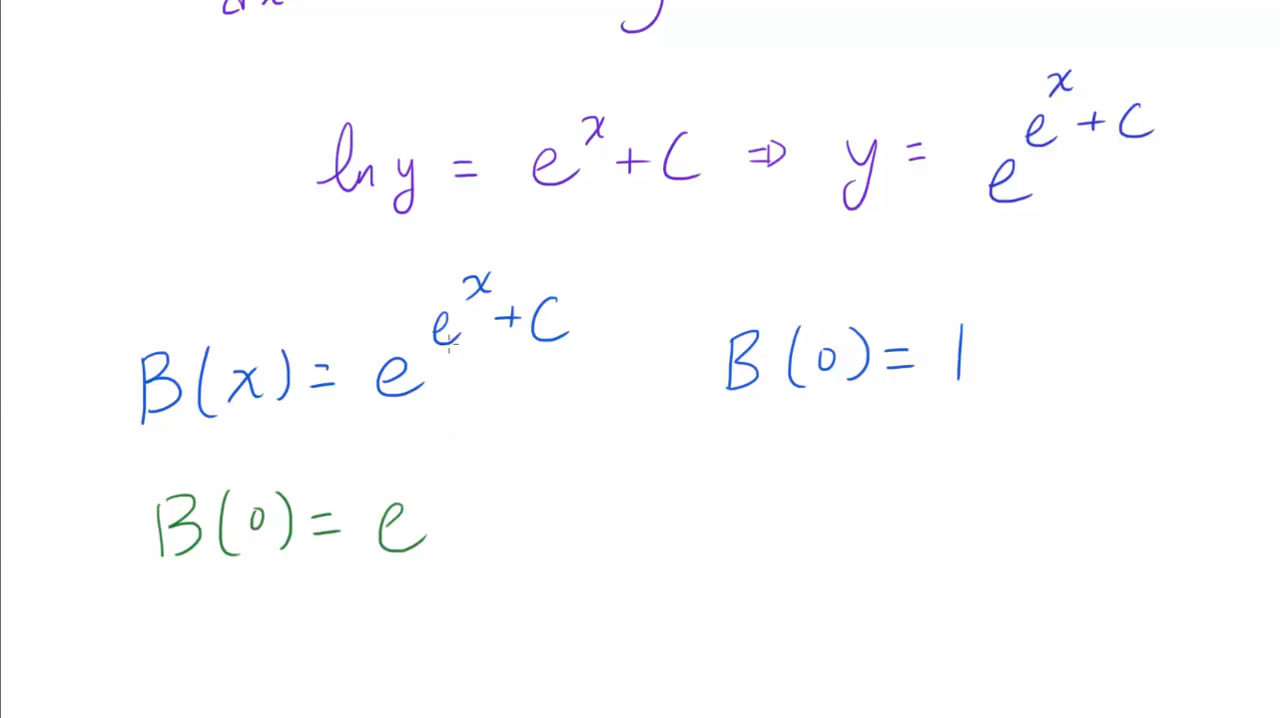 ln y = e^x + C ⇒ y = e^{e^x + C}
B(x) = e^{e^x + C} B(0) = 1
B(0) = e